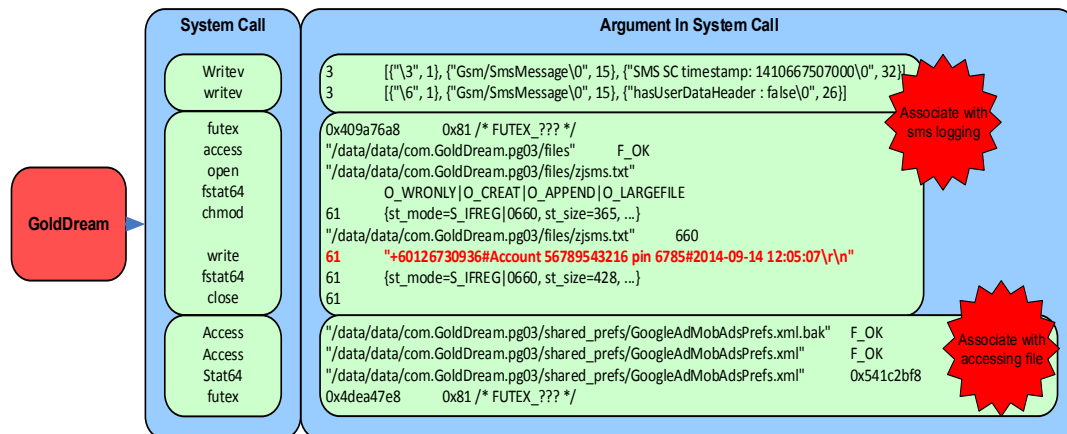 System Call Argument In System Call
Writev 3 [{"\3", 1}, {"Gsm/SmsMessage\0", 15}, {"SMS SC timestamp: 1410667507000\0", 32}]
writev 3 [{"\6", 1}, {"Gsm/SmsMessage\0", 15}, {"hasUserDataHeader : false\0", 26}]
Associate with
sms logging
futex 0x409a76a8 0x81 /* FUTEX_??? */
access "/data/data/com.GoldDream.pg03/files" F_OK
open "/data/data/com.GoldDream.pg03/files/zjsms.txt"
fstat64 O_WRONLY|O_CREAT|O_APPEND|O_LARGEFILE
chmod 61 {st_mode=S_IFREG|0660, st_size=365, ...}
"/data/data/com.GoldDream.pg03/files/zjsms.txt" 660
GoldDream
write 61 "+60126730936#Account 56789543216 pin 6785#2014-09-14 12:05:07\r\n"
fstat64 61 {st_mode=S_IFREG|0660, st_size=428, ...}
close 61
Access "/data/data/com.GoldDream.pg03/shared_prefs/GoogleAdMobAdsPrefs.xml.bak" F_OK
Access "/data/data/com.GoldDream.pg03/shared_prefs/GoogleAdMobAdsPrefs.xml" F_OK
Stat64 "/data/data/com.GoldDream.pg03/shared_prefs/GoogleAdMobAdsPrefs.xml" 0x541c2bf8
futex 0x4dea47e8 0x81 /* FUTEX_??? */
Associate with
accessing file